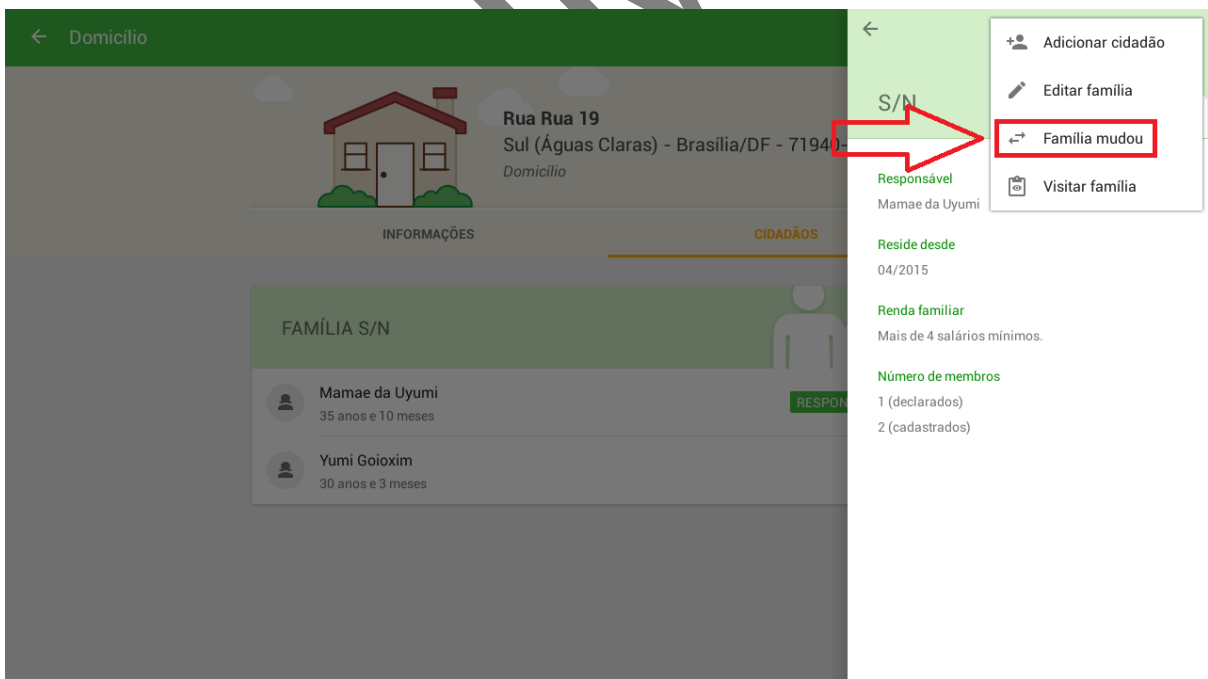 Domicílio
Rua Rua 19
Sul (Águas Claras) - Brasília/DF - 71940-
Domicílio
INFORMAÇÕES
CIDADÃOS
FAMÍLIA S/N
Mamae da Uyumi
35 anos e 10 meses
RESPON
Yumi Goioxim
30 anos e 3 meses
S/N
Adicionar cidadão
Editar família
Família mudou
Visitar família
Responsável
Mamae da Uyumi
Reside desde
04/2015
Renda familiar
Mais de 4 salários mínimos.
Número de membros
1 (declarados)
2 (cadastrados)